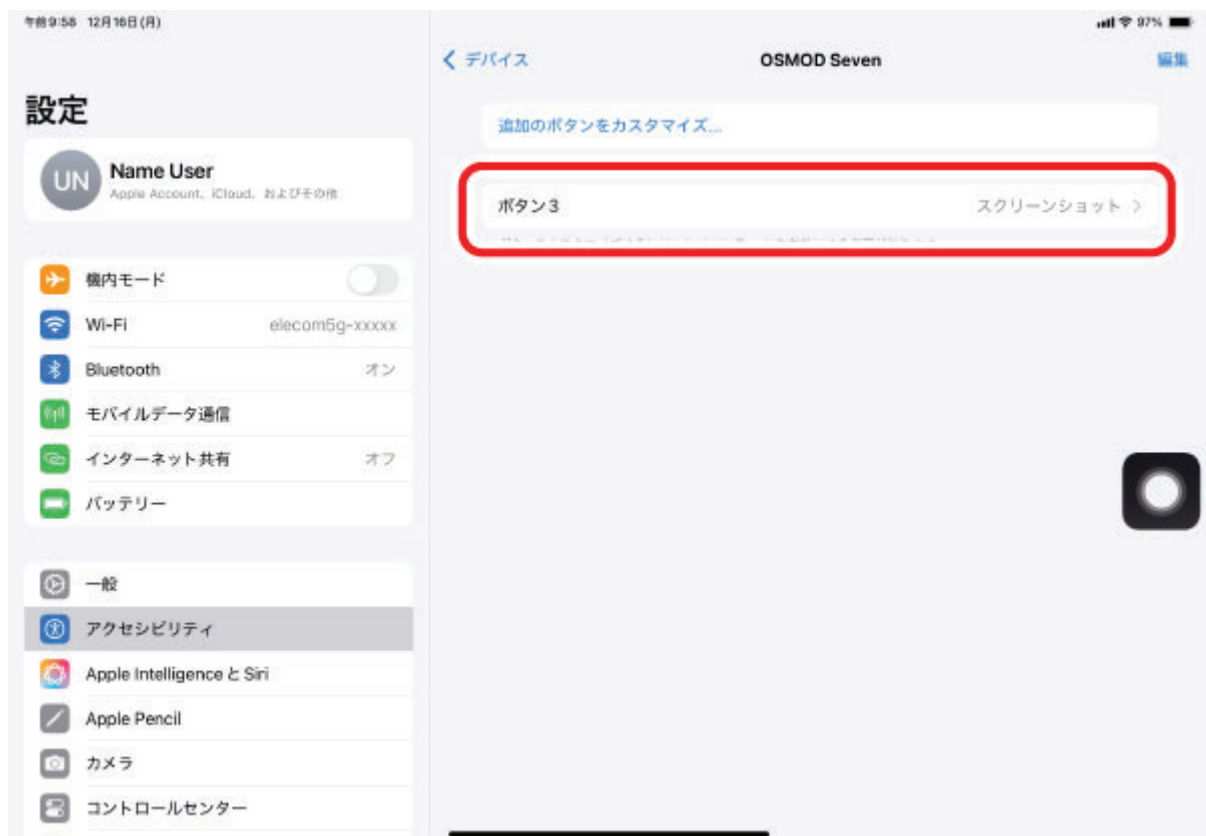 午前9:58 12月16日(月)
97%
設定
UN
Name User
Apple Account、iCloud、およびその他
機内モード
Wi-Fi elecom5g-xxxxx
Bluetooth オン
モバイルデータ通信
インターネット共有 オフ
バッテリー
一般
アクセシビリティ
Apple Intelligence と Siri
Apple Pencil
カメラ
コントロールセンター
デバイス
OSMOD Seven
編集
追加のボタンをカスタマイズ...
ボタン3 スクリーンショット